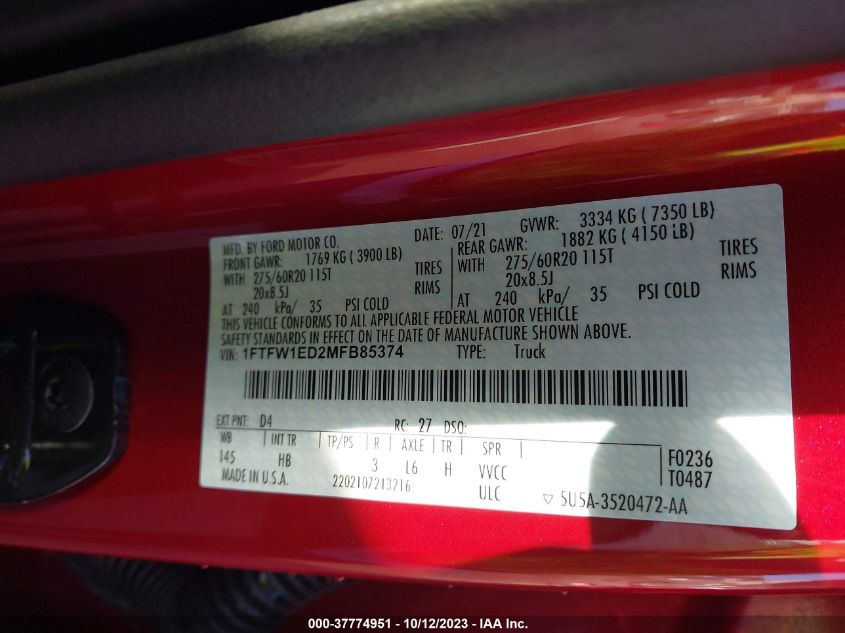 MFD. BY FORD MOTOR CO. DATE: 07/21 GVWR: 3334 KG ( 7350 LB)
FRONT GAWR: 1769 KG ( 3900 LB) REAR GAWR: 1882 KG ( 4150 LB)
WITH 275/60R20 115T TIRES WITH 275/60R20 115T TIRES
20x8.5J RIMS 20x8.5J RIMS
AT 240 kPa/ 35 PSI COLD AT 240 kPa/ 35 PSI COLD
THIS VEHICLE CONFORMS TO ALL APPLICABLE FEDERAL MOTOR VEHICLE
SAFETY STANDARDS IN EFFECT ON THE DATE OF MANUFACTURE SHOWN ABOVE.
VIN: 1FTFW1ED2MFB85374 TYPE: Truck
EXT PNT: D4 RC: 27 DSO:
WB INT TR TP/PS R AXLE TR SPR
145 HB 3 L6 H VVCC
F0236
T0487
MADE IN U.S.A. 2202107213216 ULC ▽ 5U5A-3520472-AA
000-37774951 - 10/12/2023 - IAA Inc.